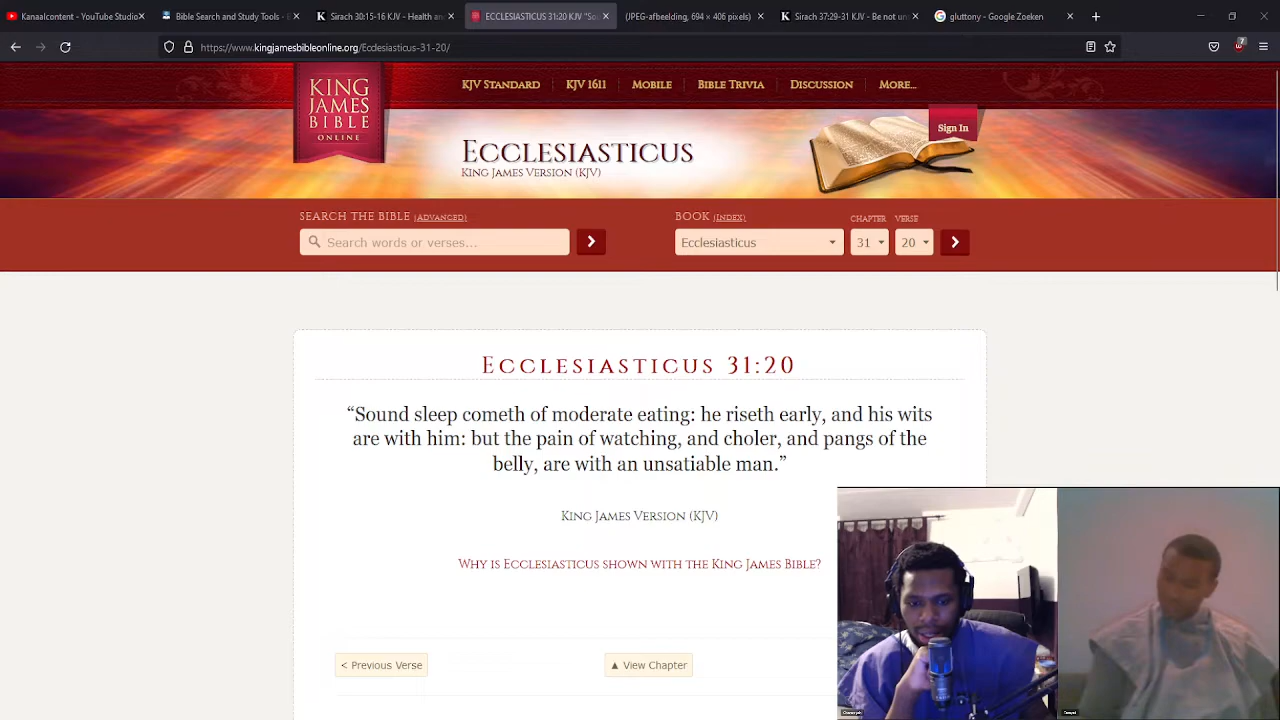 Kanaalcontent - YouTube Studio
Bible Search and Study Tools - B
Sirach 30:15-16 KJV - Health and
ECCLESIASTICUS 31:20 KJV "Sou
(JPEG-afbeelding, 694 × 406 pixels)
Sirach 37:29-31 KJV - Be not un
gluttony - Google Zoeken
https://www.kingjamesbibleonline.org/Ecclesiasticus-31-20/
7
KING
JAMES
BIBLE
ONLINE
KJV STANDARD
KJV 1611
MOBILE
BIBLE TRIVIA
DISCUSSION
MORE...
Sign In
ECCLESIASTICUS
KING JAMES VERSION (KJV)
SEARCH THE BIBLE (ADVANCED)
Search words or verses...
BOOK (INDEX)
CHAPTER
VERSE
Ecclesiasticus
31
20
ECCLESIASTICUS 31:20
“Sound sleep cometh of moderate eating: he riseth early, and his wits
are with him: but the pain of watching, and choler, and pangs of the
belly, are with an unsatiable man.”
KING JAMES VERSION (KJV)
WHY IS ECCLESIASTICUS SHOWN WITH THE KING JAMES BIBLE?
< Previous Verse
▲ View Chapter